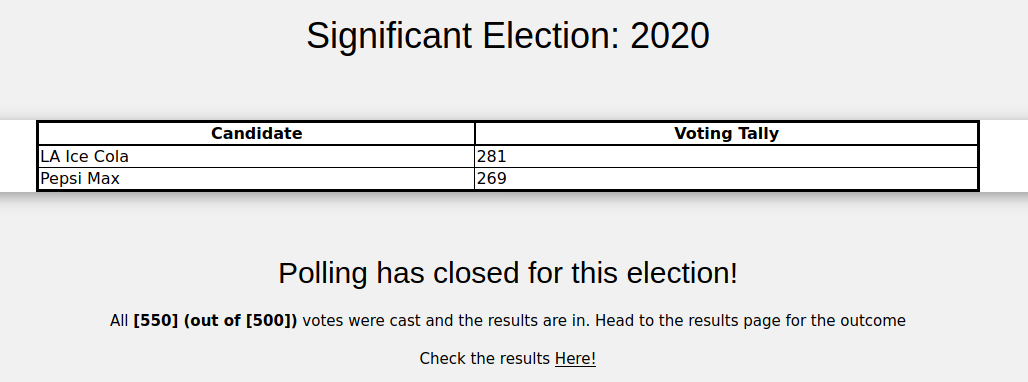 Significant Election: 2020
Candidate Voting Tally
LA Ice Cola 281
Pepsi Max 269
Polling has closed for this election!
All [550] (out of [500]) votes were cast and the results are in. Head to the results page for the outcome
Check the results Here!